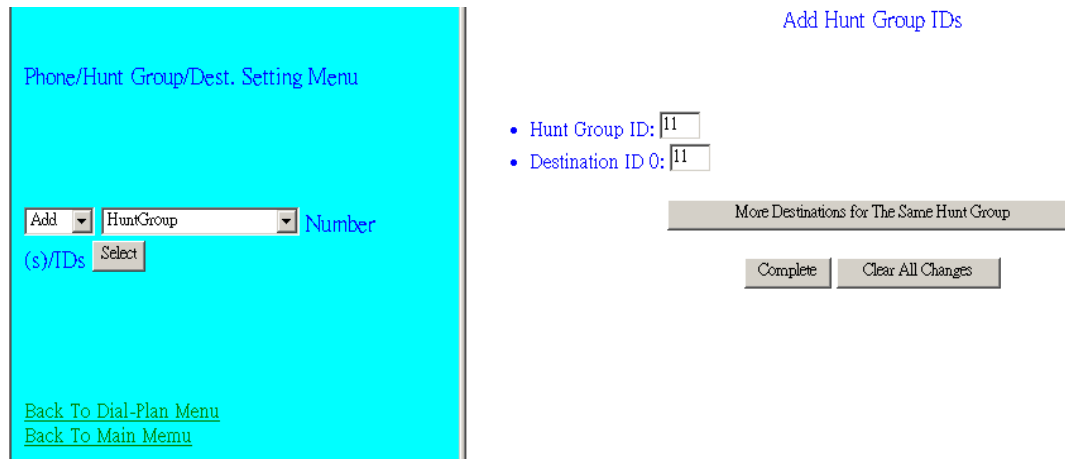 Phone/Hunt Group/Dest. Setting Menu
Add HuntGroup Number
(s)/IDs Select
Back To Dial-Plan Menu
Back To Main Memu
Add Hunt Group IDs
• Hunt Group ID: 11
• Destination ID 0: 11
More Destinations for The Same Hunt Group
Complete Clear All Changes